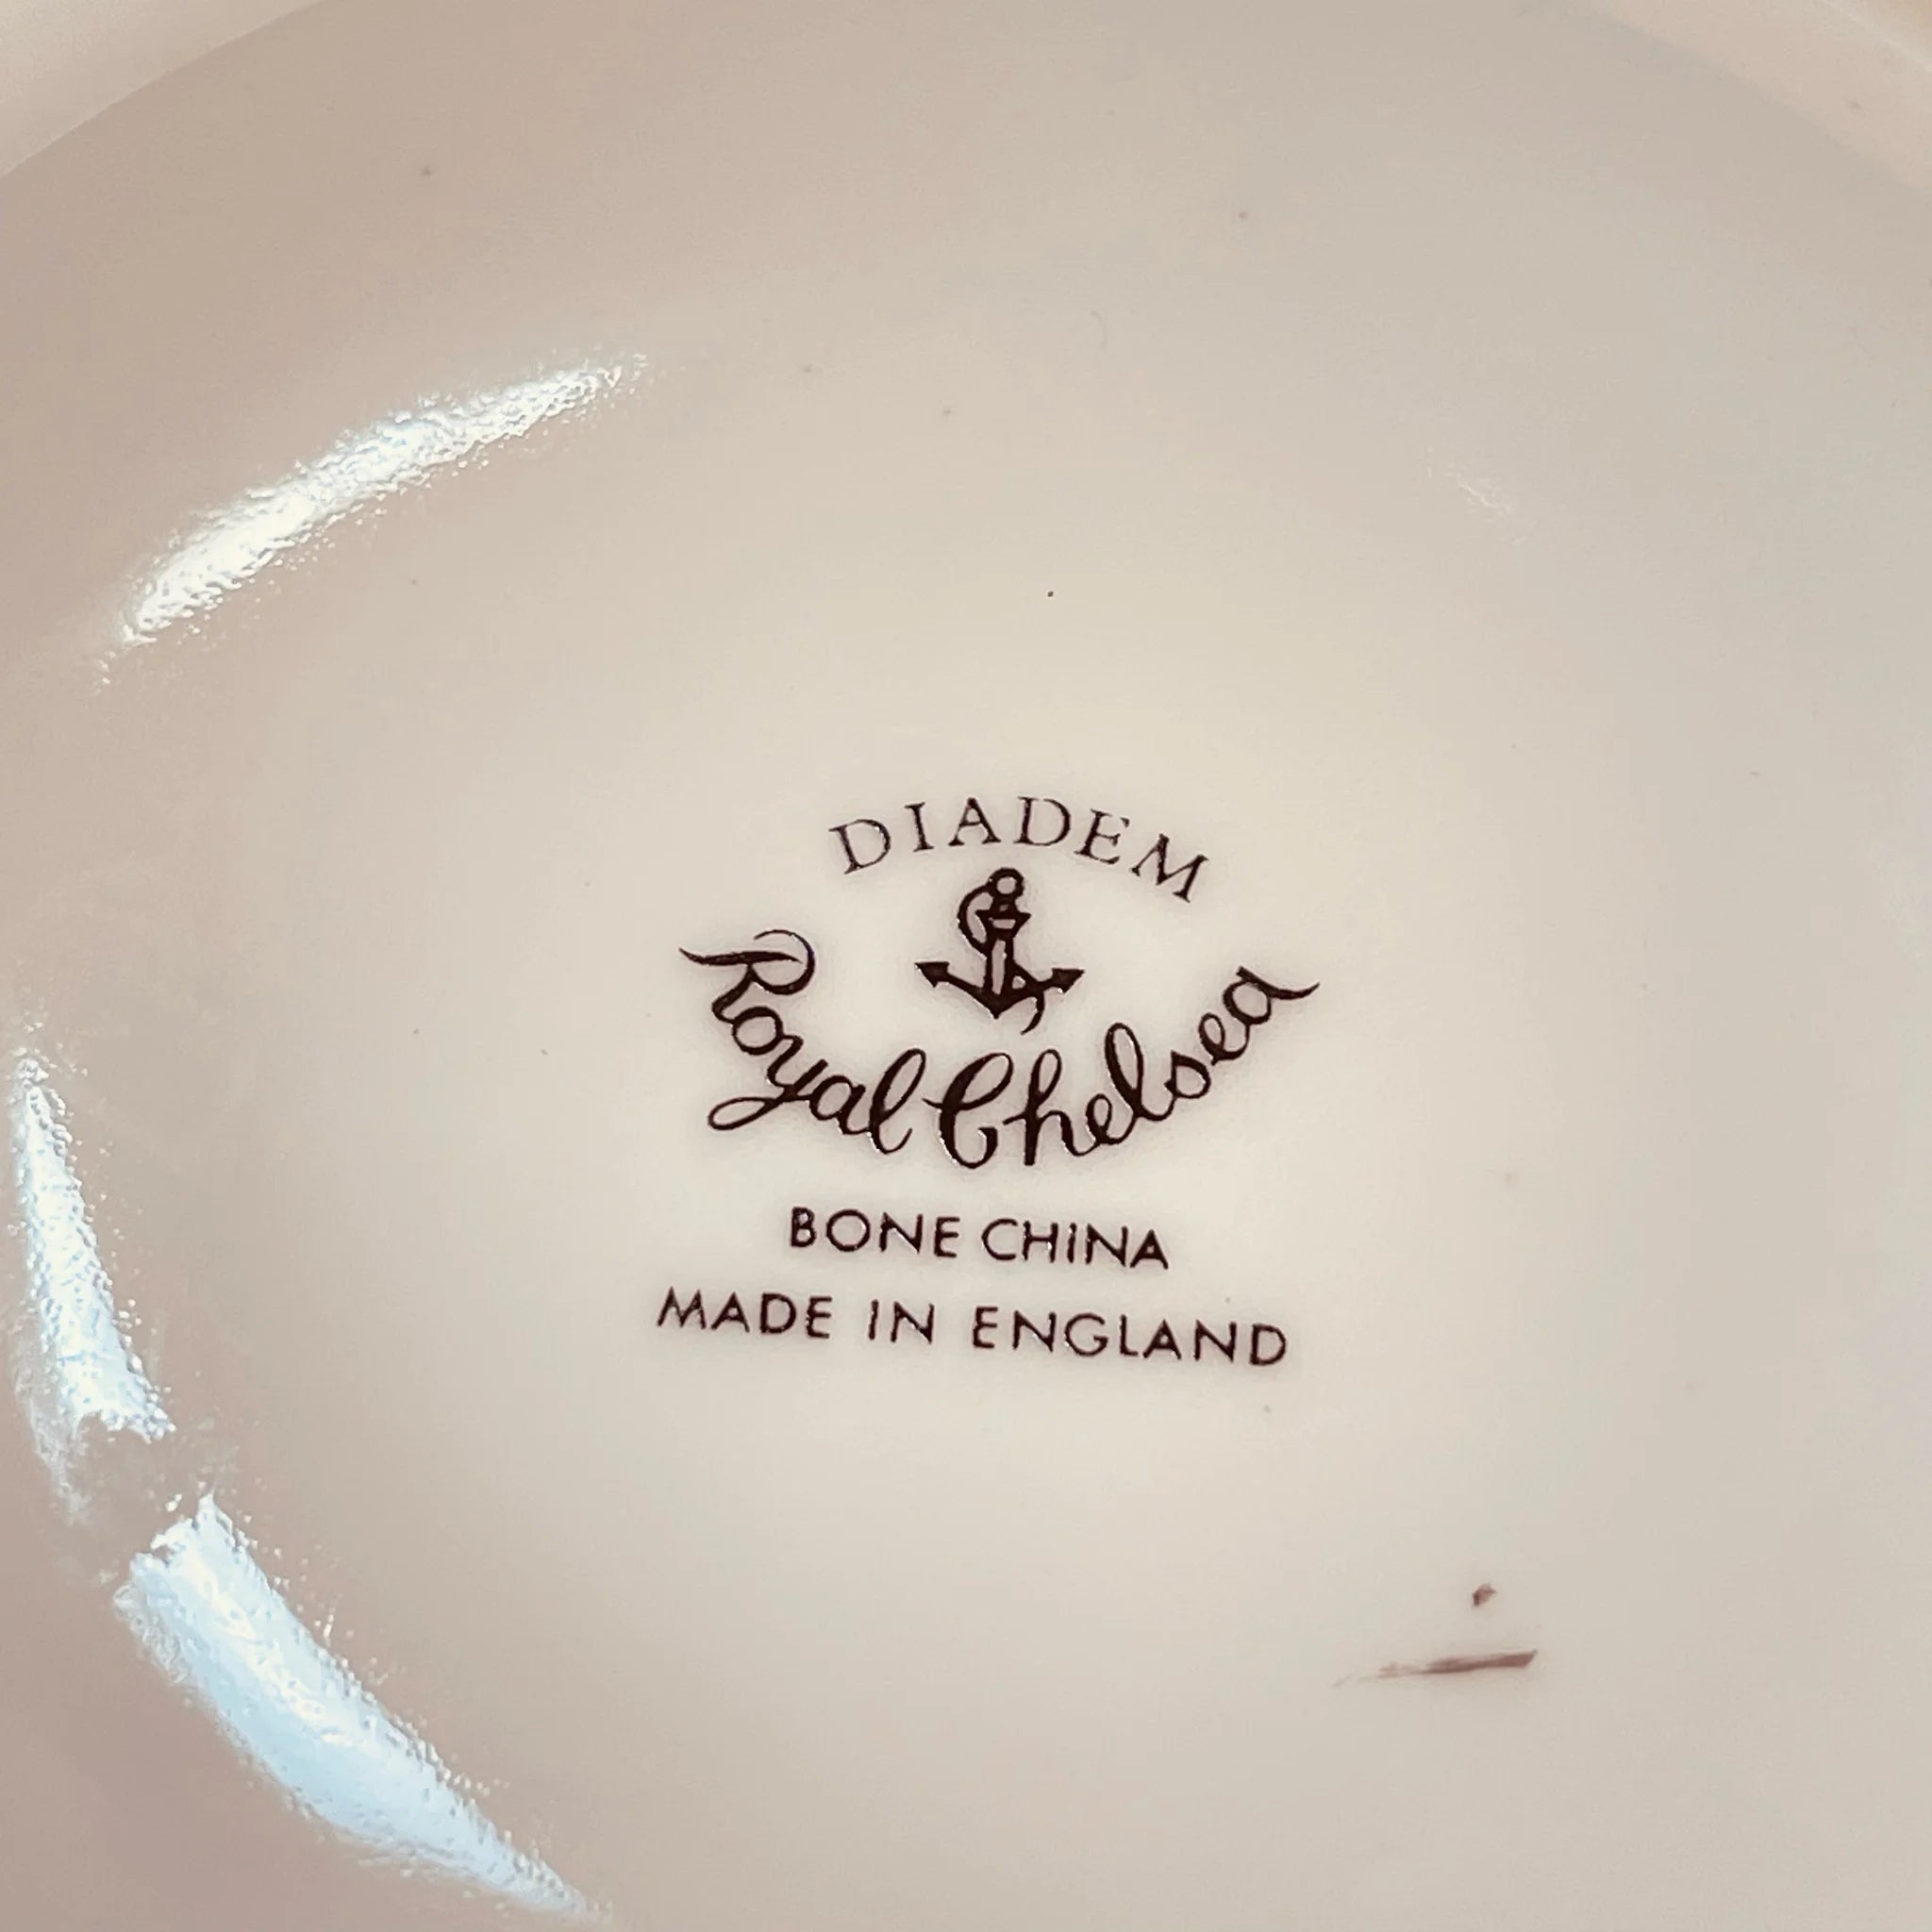 DIADEM
Royal Chelsea
BONE CHINA
MADE IN ENGLAND